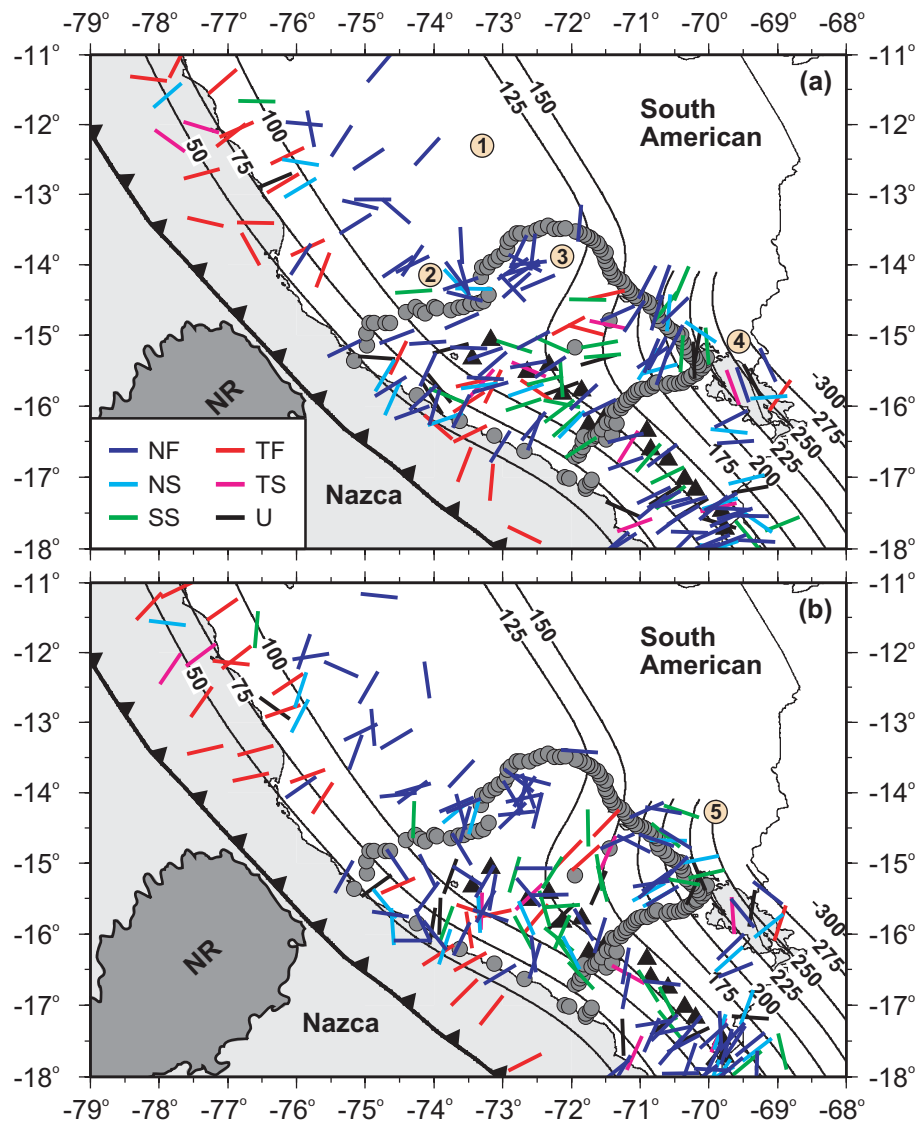 -79° -78° -77° -76° -75° -74° -73° -72° -71° -70° -69° -68°
-11° -11°
(a)
125 150
South
American
-12° -12°
50 75 100
1
-13° -13°
3
-14° -14°
2
-15° -15°
4
-16° -16°
NR
-300
-275
-250
225
200
175
NF TF
NS TS
SS U
-17° -17°
Nazca
-18° -18°
-11° -11°
(b)
125 150
South
American
-12° -12°
50 75 100
-13° -13°
-14° -14°
5
-15° -15°
-16° -16°
NR
-300
-275
-250
225
200
175
-17° -17°
Nazca
-18° -18°
-79° -78° -77° -76° -75° -74° -73° -72° -71° -70° -69° -68°